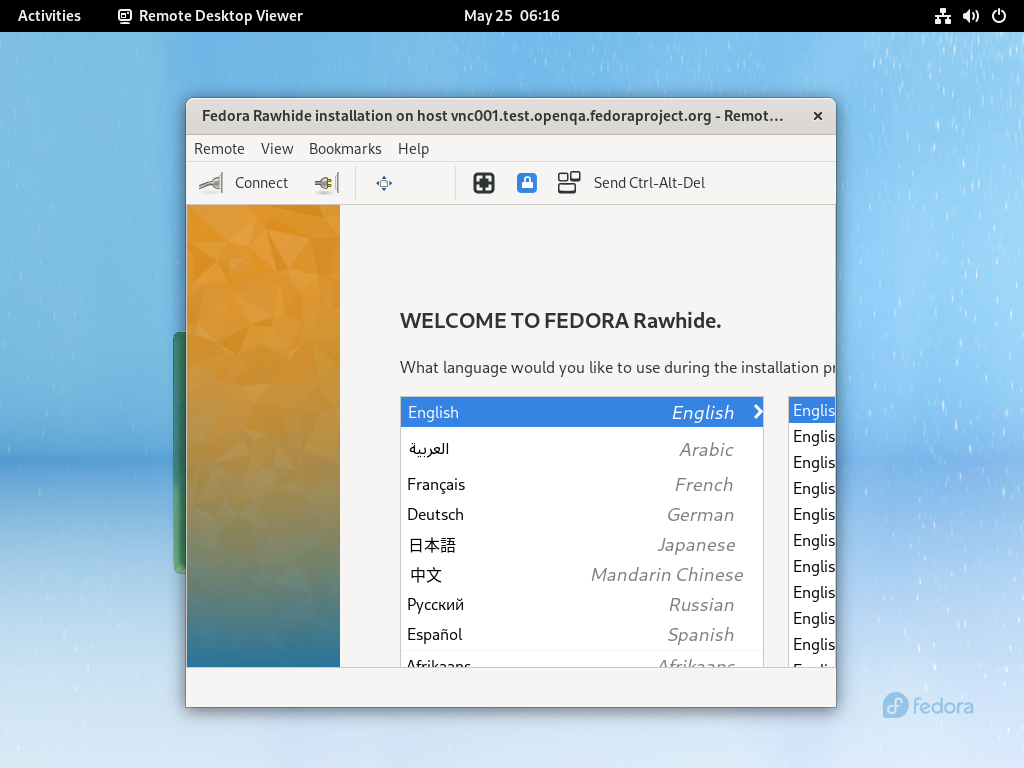 Activities Remote Desktop Viewer May 25 06:16
Fedora Rawhide installation on host vnc001.test.openqa.fedoraproject.org - Remot…
Remote View Bookmarks Help
Connect Send Ctrl-Alt-Del
WELCOME TO FEDORA Rawhide.
What language would you like to use during the installation pr
English English Englis
Englis
العربية Arabic Englis
Français French Englis
Deutsch German Englis
日本語 Japanese Englis
中文 Mandarin Chinese Englis
Русский Russian Englis
Español Spanish Englis
Englis
Afrikaans Afrikaans
fedora